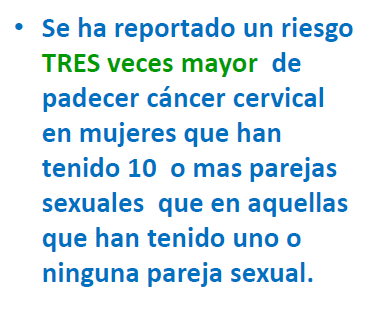 • Se ha reportado un riesgo
TRES veces mayor  de
padecer cáncer cervical
en mujeres que han
tenido 10  o mas parejas
sexuales  que en aquellas
que han tenido uno o
ninguna pareja sexual.